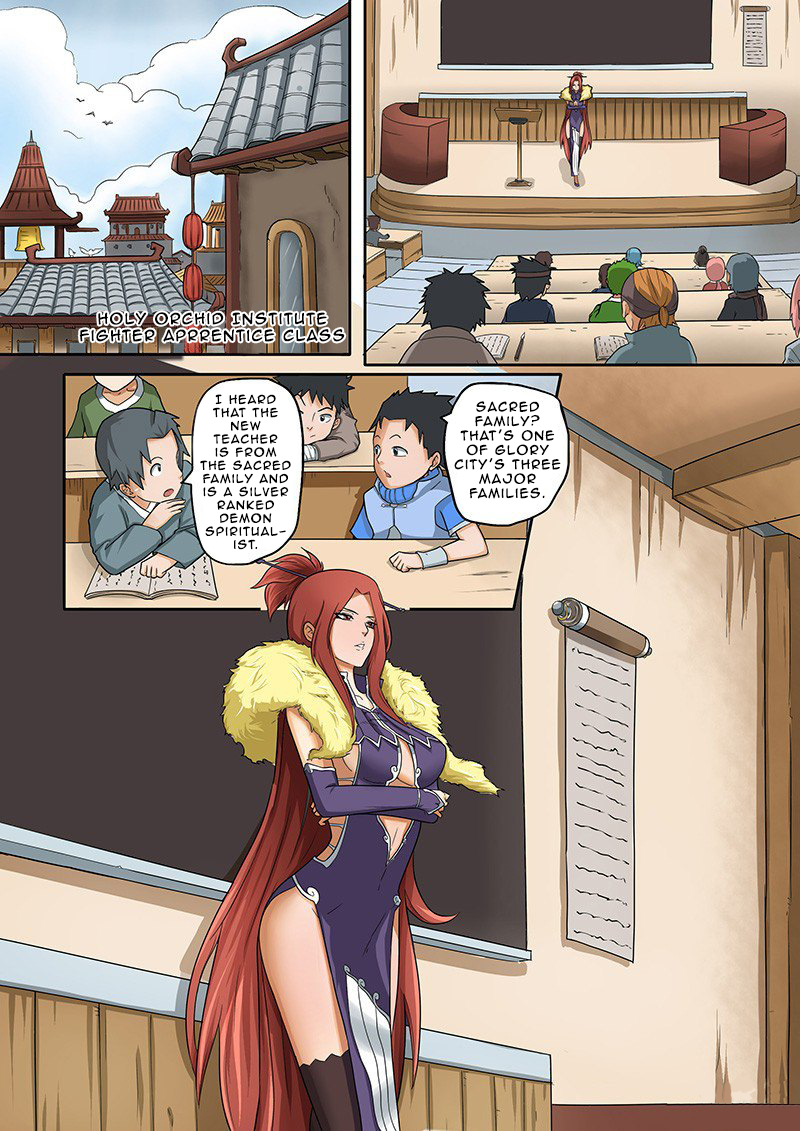 HOLY ORCHID INSTITUTE
FIGHTER APRRENTICE CLASS
I HEARD
THAT THE
NEW
TEACHER
IS FROM
THE SACRED
FAMILY AND
IS A SILVER
RANKED
DEMON
SPIRITUAL-
IST.
SACRED
FAMILY?
THAT'S ONE
OF GLORY
CITY'S THREE
MAJOR
FAMILIES.